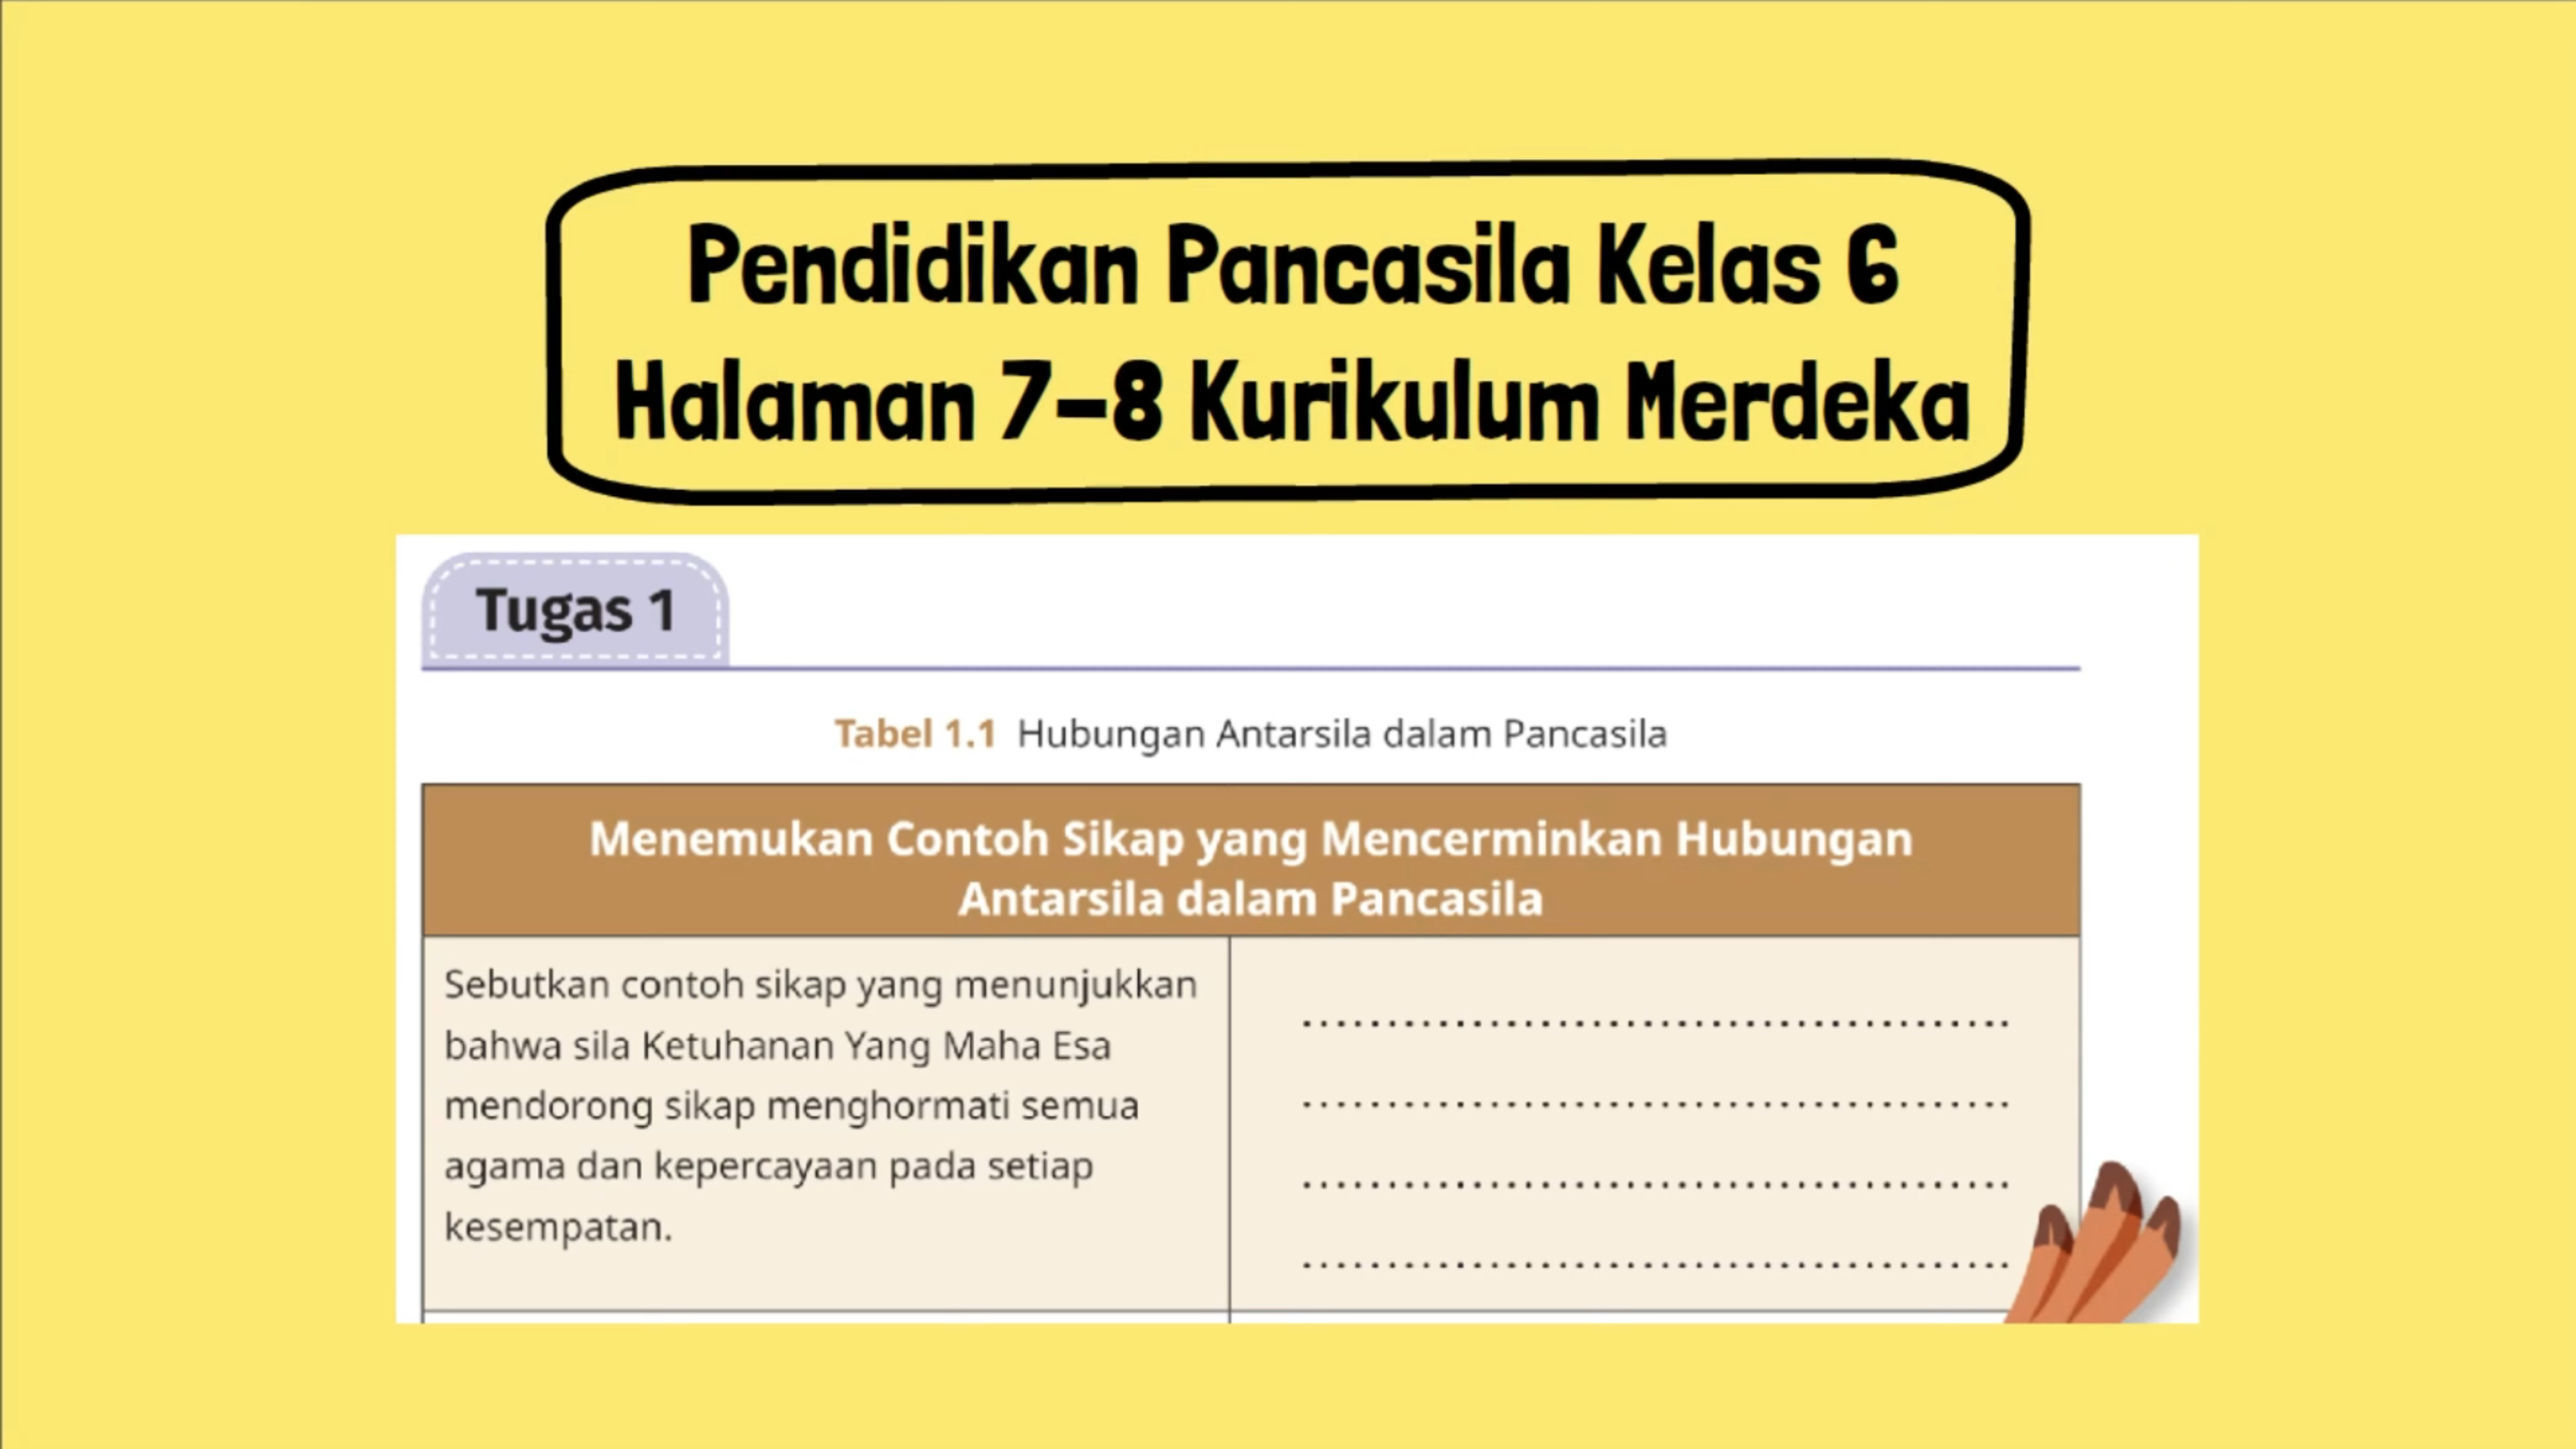 Pendidikan Pancasila Kelas 6
Halaman 7–8 Kurikulum Merdeka
Tugas 1
Tabel 1.1 Hubungan Antarsila dalam Pancasila
Menemukan Contoh Sikap yang Mencerminkan Hubungan
Antarsila dalam Pancasila
Sebutkan contoh sikap yang menunjukkan
bahwa sila Ketuhanan Yang Maha Esa
mendorong sikap menghormati semua
agama dan kepercayaan pada setiap
kesempatan.